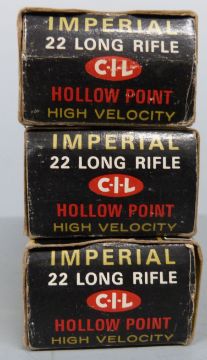 IMPERIAL
22 LONG RIFLE
C-I-L
HOLLOW POINT
HIGH VELOCITY
IMPERIAL
22 LONG RIFLE
C-I-L
HOLLOW POINT
HIGH VELOCITY
IMPERIAL
22 LONG RIFLE
C-I-L
HOLLOW POINT
HIGH VELOCITY